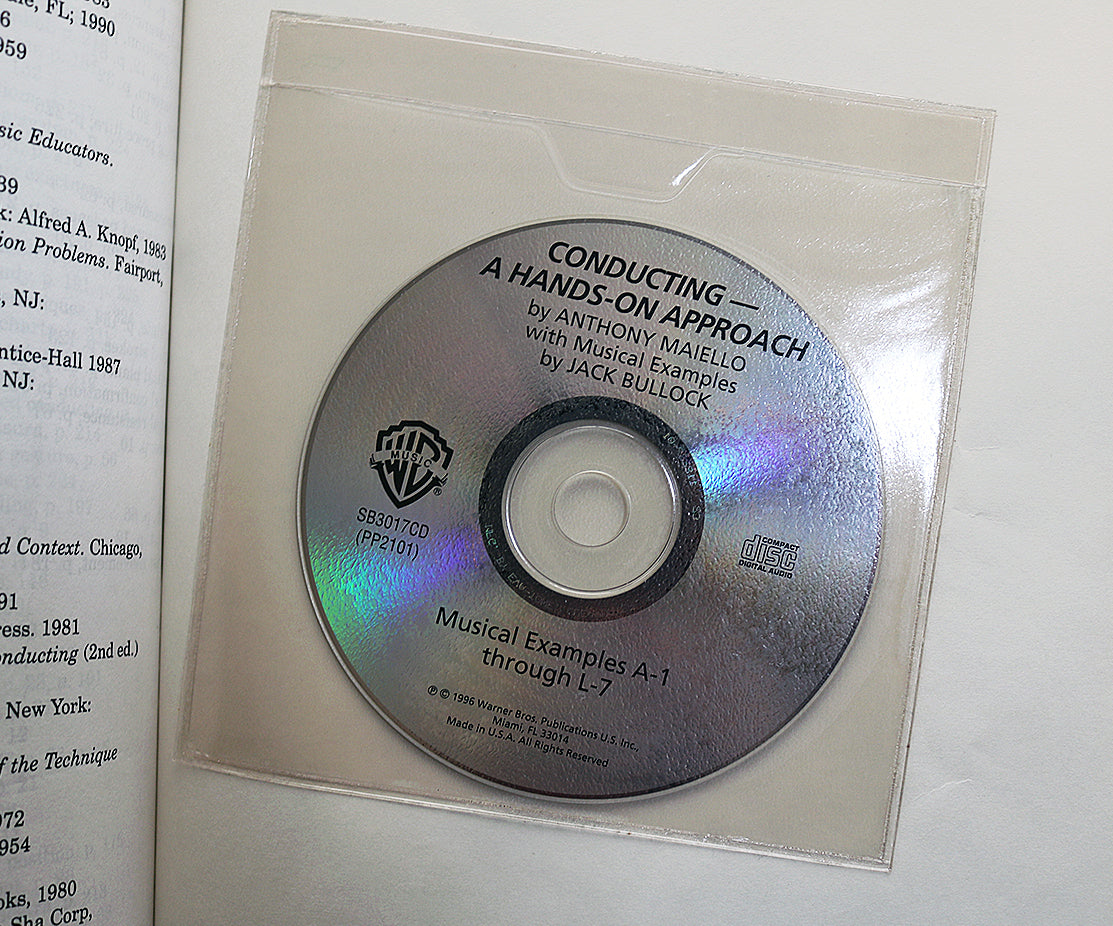 le, FL; 1990
6
959
sic Educators.
39
k: Alfred A. Knopf, 1983
ion Problems. Fairport,
, NJ:
ntice-Hall 1987
NJ:
d Context. Chicago,
91
ress. 1981
onducting (2nd ed.)
New York:
f the Technique
972
954
oks, 1980
Sha Corp,
CONDUCTING —
A HANDS-ON APPROACH
by ANTHONY MAIELLO
with Musical Examples
by JACK BULLOCK
WB
MUSIC
®
SB3017CD
(PP2101)
COMPACT
disc
DIGITAL AUDIO
Musical Examples A-1
through L-7
℗ © 1996 Warner Bros. Publications U.S. Inc.,
Miami, FL 33014
Made in U.S.A. All Rights Reserved